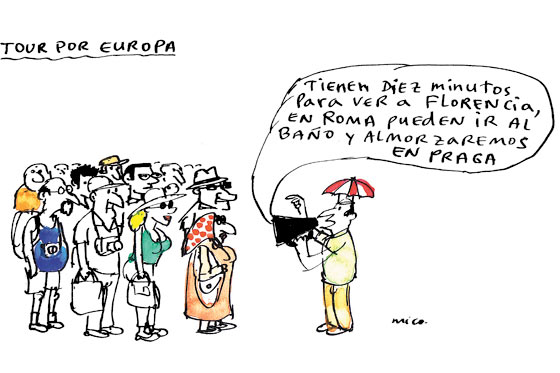 TOUR POR EUROPA
TIENEN DIEZ minutos
PARA VER A FLORENCIA,
EN ROMA PUEDEN IR AL
BAÑO Y ALMORZAREMOS
EN PRAGA
mico.